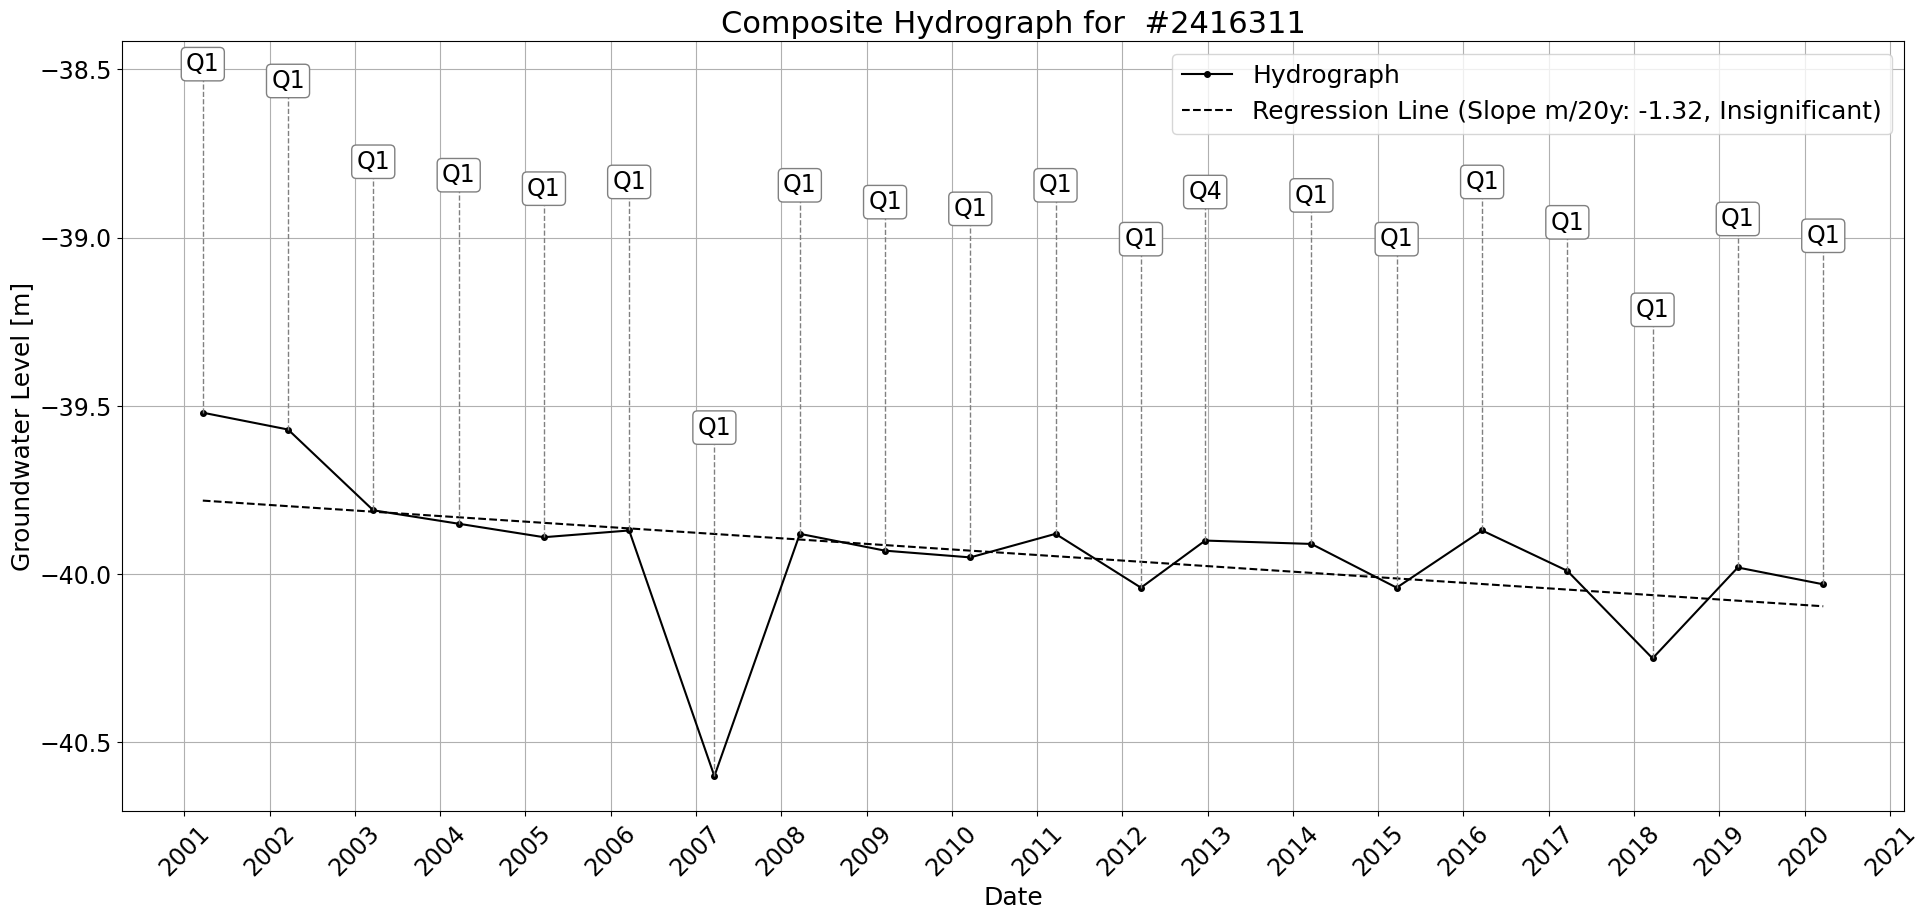 Composite Hydrograph for  #2416311
Hydrograph
Regression Line (Slope m/20y: -1.32, Insignificant)
Groundwater Level [m]
−38.5
−39.0
−39.5
−40.0
−40.5
Q1
Q1
Q1
Q1
Q1
Q1
Q1
Q1
Q1
Q1
Q1
Q1
Q4
Q1
Q1
Q1
Q1
Q1
Q1
Q1
2001
2002
2003
2004
2005
2006
2007
2008
2009
2010
2011
2012
2013
2014
2015
2016
2017
2018
2019
2020
2021
Date